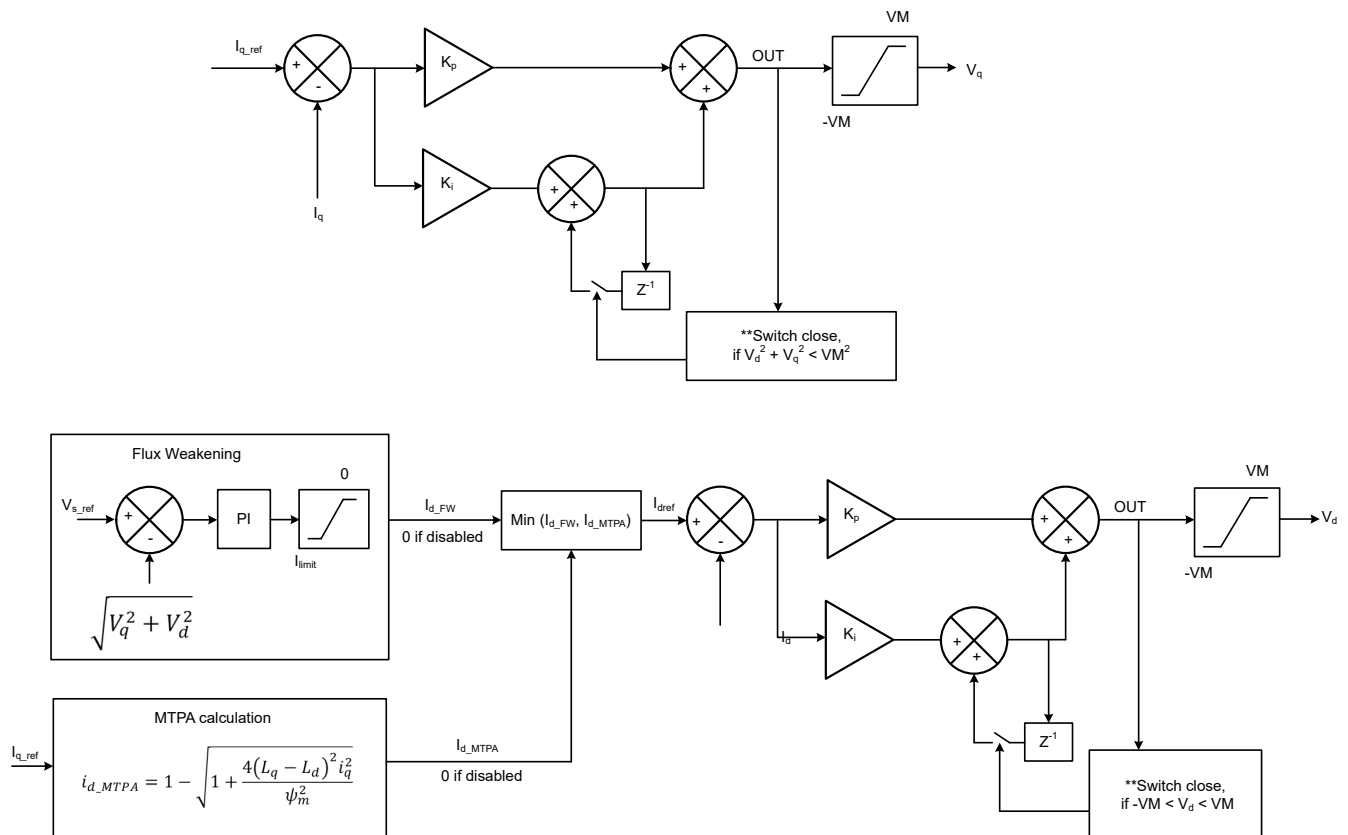 VM
I_q_ref
+
-
K_p
+
+
OUT
V_q
-VM
K_i
+
+
I_q
Z^-1
**Switch close,
if V_d^2 + V_q^2 < VM^2
Flux Weakening
0
V_s_ref
+
-
PI
I_limit
√(V_q^2 + V_d^2)
I_d_FW
0 if disabled
Min (I_d_FW, I_d_MTPA)
I_dref
+
-
K_p
+
+
OUT
VM
V_d
-VM
I_d
K_i
+
+
Z^-1
**Switch close,
if -VM < V_d < VM
MTPA calculation
I_q_ref
i_d_MTPA = 1 - √(1 + 4(L_q - L_d)^2 i_q^2 / ψ_m^2)
I_d_MTPA
0 if disabled